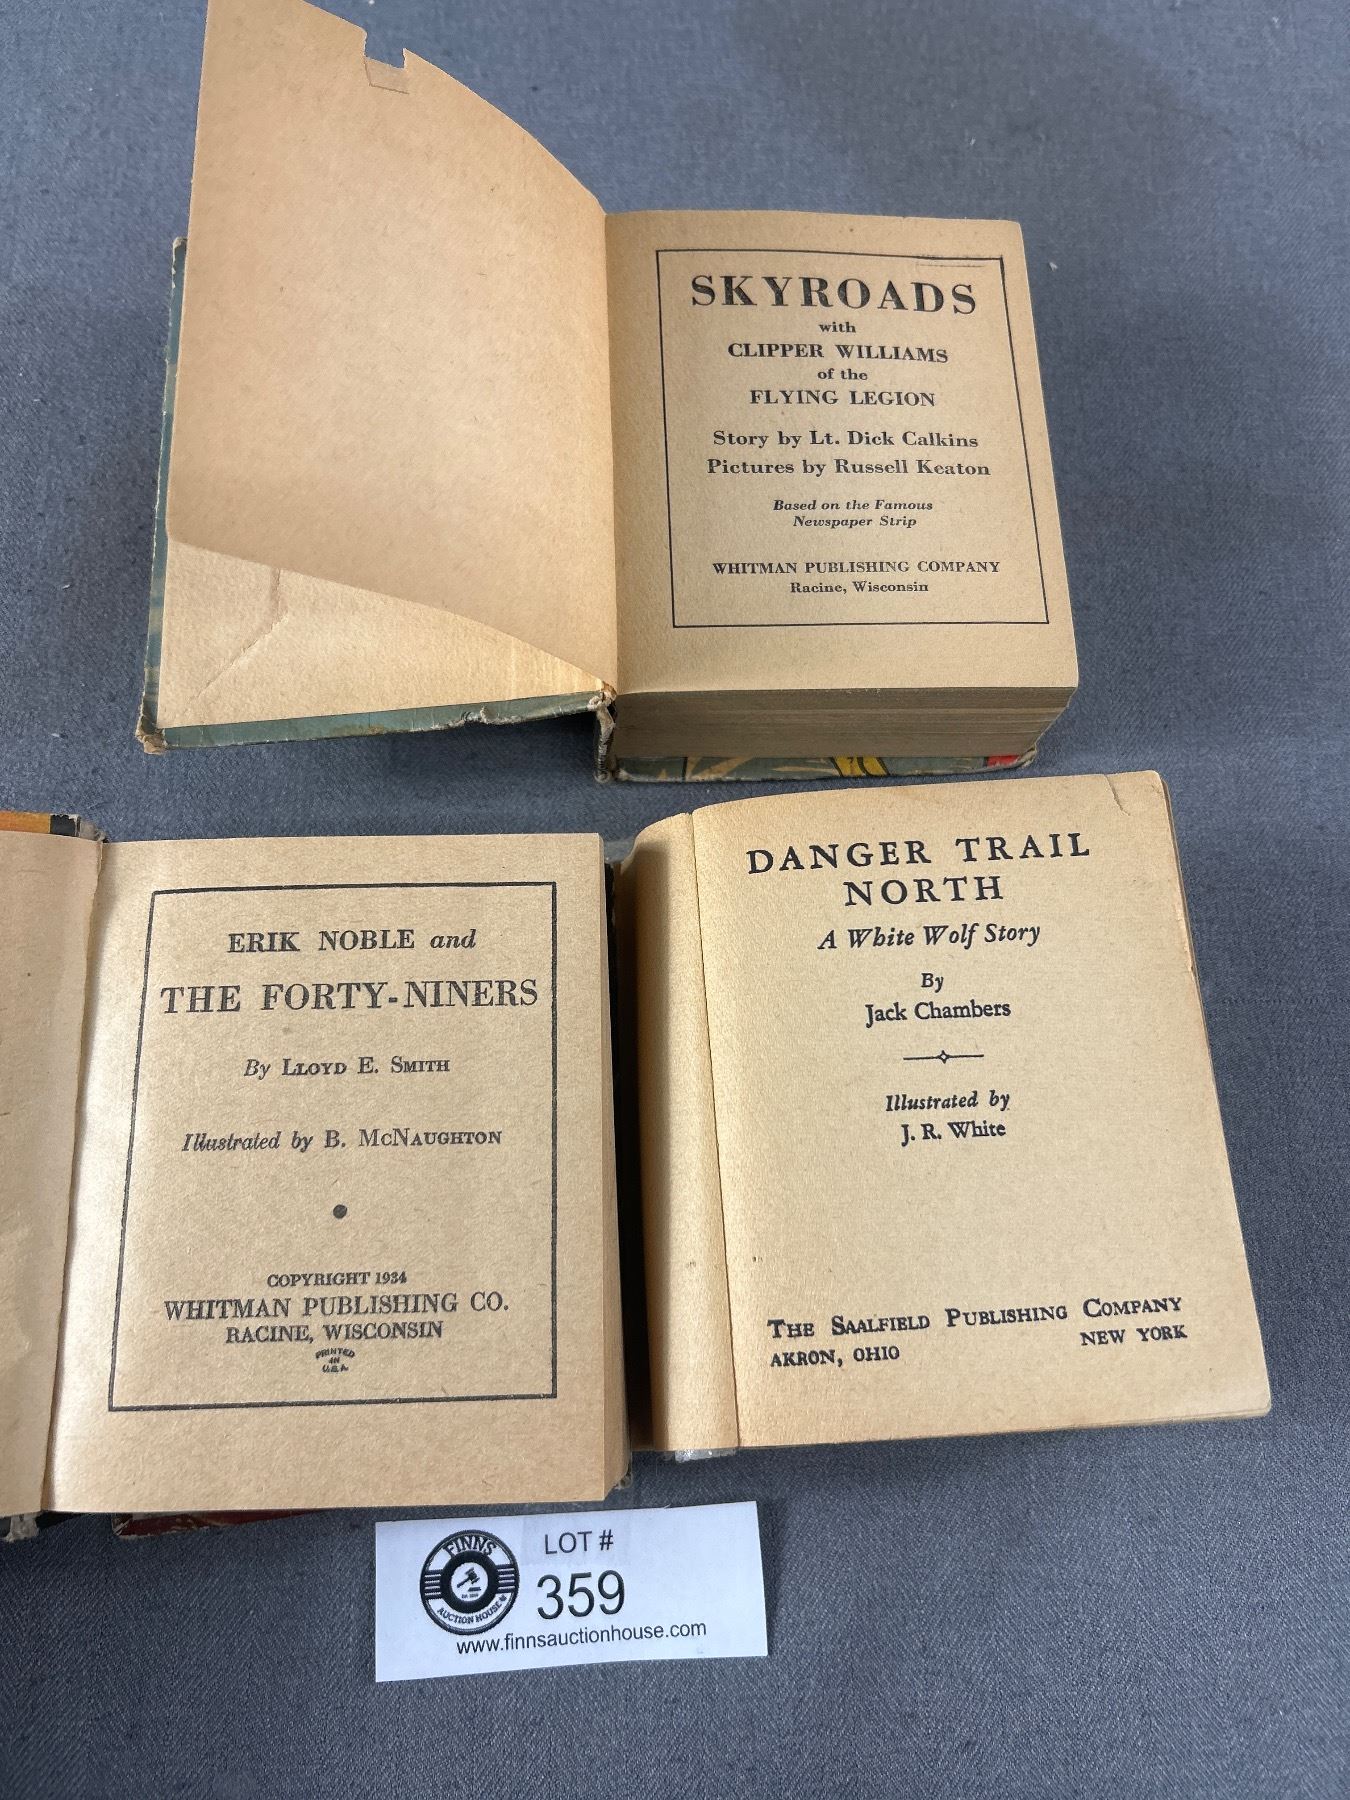 SKYROADS
with
CLIPPER WILLIAMS
of the
FLYING LEGION
Story by Lt. Dick Calkins
Pictures by Russell Keaton
Based on the Famous
Newspaper Strip
WHITMAN PUBLISHING COMPANY
Racine, Wisconsin
ERIK NOBLE and
THE FORTY-NINERS
By LLOYD E. SMITH
Illustrated by B. MCNAUGHTON
COPYRIGHT 1934
WHITMAN PUBLISHING CO.
RACINE, WISCONSIN
PRINTED
IN
U.S.A.
DANGER TRAIL
NORTH
A White Wolf Story
By
Jack Chambers
Illustrated by
J. R. White
THE SAALFIELD PUBLISHING COMPANY
AKRON, OHIO NEW YORK
FINNS
AUCTION HOUSE
LOT #
359
www.finnsauctionhouse.com